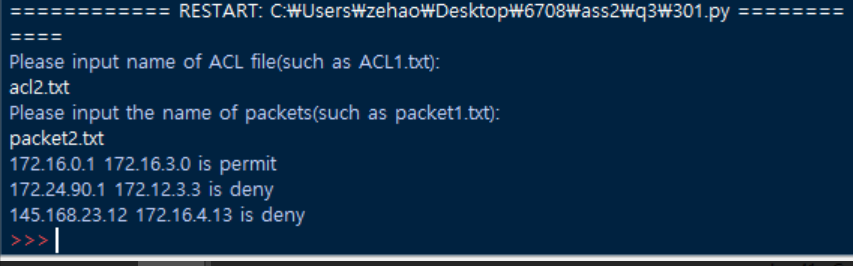 ============ RESTART: C:₩Users₩zehao₩Desktop₩6708₩ass2₩q3₩301.py ========
====
Please input name of ACL file(such as ACL1.txt):
acl2.txt
Please input the name of packets(such as packet1.txt):
packet2.txt
172.16.0.1 172.16.3.0 is permit
172.24.90.1 172.12.3.3 is deny
145.168.23.12 172.16.4.13 is deny
>>>